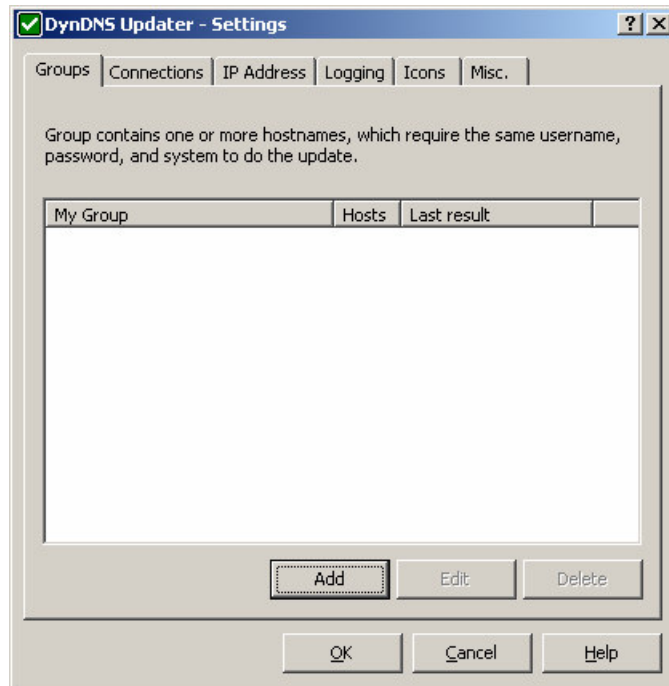 DynDNS Updater - Settings
Groups Connections IP Address Logging Icons Misc.
Group contains one or more hostnames, which require the same username,
password, and system to do the update.
My Group Hosts Last result
Add Edit Delete
OK Cancel Help